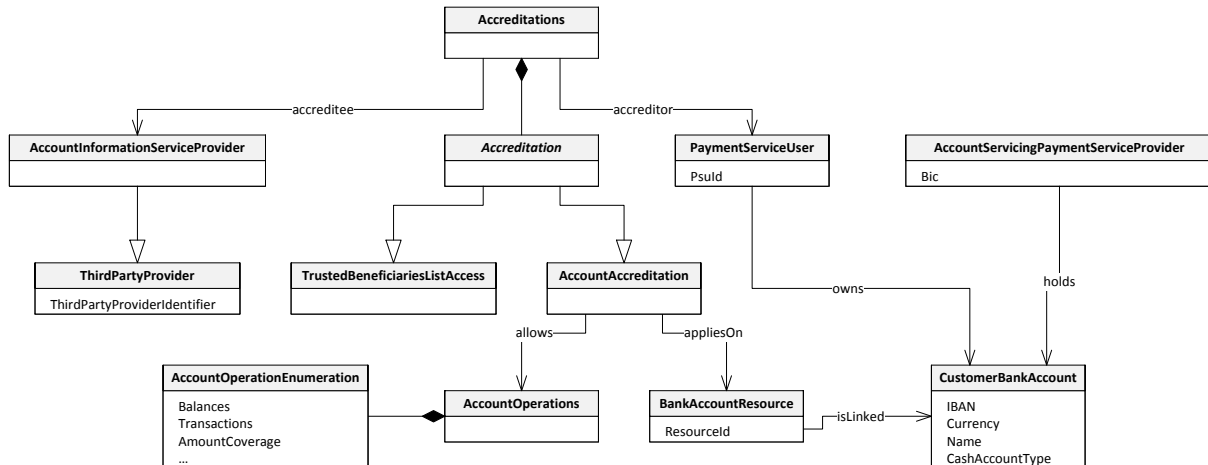 Accreditations
accreditee
accreditor
AccountInformationServiceProvider
Accreditation
PaymentServiceUser
PsuId
AccountServicingPaymentServiceProvider
Bic
ThirdPartyProvider
ThirdPartyProviderIdentifier
TrustedBeneficiariesListAccess
AccountAccreditation
owns
holds
allows
appliesOn
AccountOperationEnumeration
Balances
Transactions
AmountCoverage
...
AccountOperations
BankAccountResource
ResourceId
isLinked
CustomerBankAccount
IBAN
Currency
Name
CashAccountType